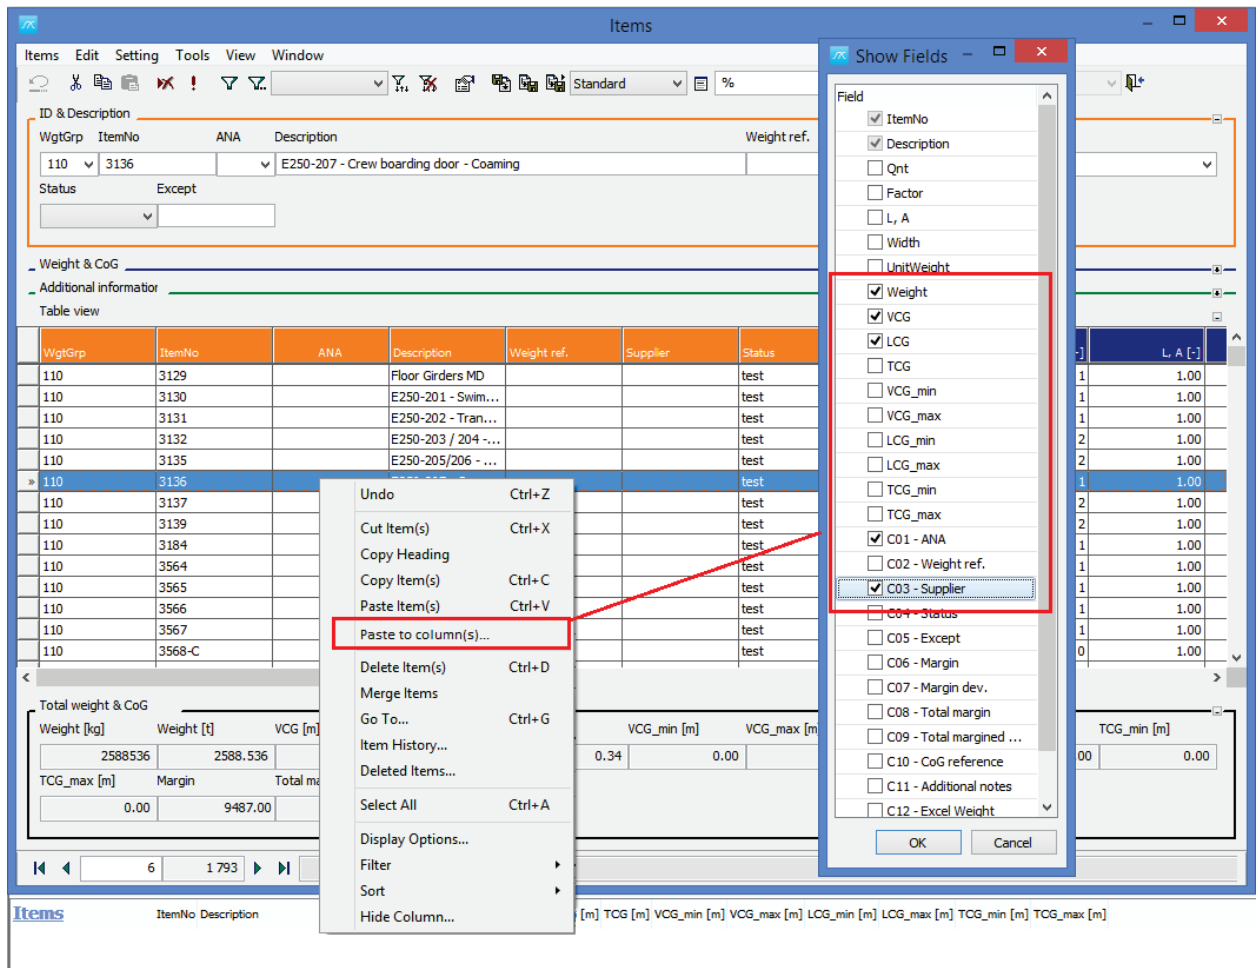 Items
Items Edit Setting Tools View Window
Standard %
ID & Description
WgtGrp ItemNo ANA Description Weight ref.
110 3136 E250-207 - Crew boarding door - Coaming
Status Except
Weight & CoG
Additional information
Table view
WgtGrp ItemNo ANA Description Weight ref. Supplier Status -] L, A [-]
110 3129 Floor Girders MD test 1 1.00
110 3130 E250-201 - Swim... test 1 1.00
110 3131 E250-202 - Tran... test 1 1.00
110 3132 E250-203 / 204 -... test 2 1.00
110 3135 E250-205/206 - ... test 2 1.00
» 110 3136 test 1 1.00
110 3137 test 2 1.00
110 3139 test 2 1.00
110 3184 test 1 1.00
110 3564 test 1 1.00
110 3565 test 1 1.00
110 3566 test 1 1.00
110 3567 test 1 1.00
110 3568-C test 0 1.00
Total weight & CoG
Weight [kg] Weight [t] VCG [m] VCG_min [m] VCG_max [m TCG_min [m]
2588536 2588.536 0.34 0.00 .00 0.00
TCG_max [m] Margin Total ma
0.00 9487.00
6 1 793
Undo Ctrl+Z
Cut Item(s) Ctrl+X
Copy Heading
Copy Item(s) Ctrl+C
Paste Item(s) Ctrl+V
Paste to column(s)...
Delete Item(s) Ctrl+D
Merge Items
Go To... Ctrl+G
Item History...
Deleted Items...
Select All Ctrl+A
Display Options...
Filter
Sort
Hide Column...
Show Fields
Field
ItemNo
Description
Qnt
Factor
L, A
Width
UnitWeight
Weight
VCG
LCG
TCG
VCG_min
VCG_max
LCG_min
LCG_max
TCG_min
TCG_max
C01 - ANA
C02 - Weight ref.
C03 - Supplier
C04 - Status
C05 - Except
C06 - Margin
C07 - Margin dev.
C08 - Total margin
C09 - Total margined ...
C10 - CoG reference
C11 - Additional notes
C12 - Excel Weight
OK Cancel
Items ItemNo Description [m] TCG [m] VCG_min [m] VCG_max [m] LCG_min [m] LCG_max [m] TCG_min [m] TCG_max [m]